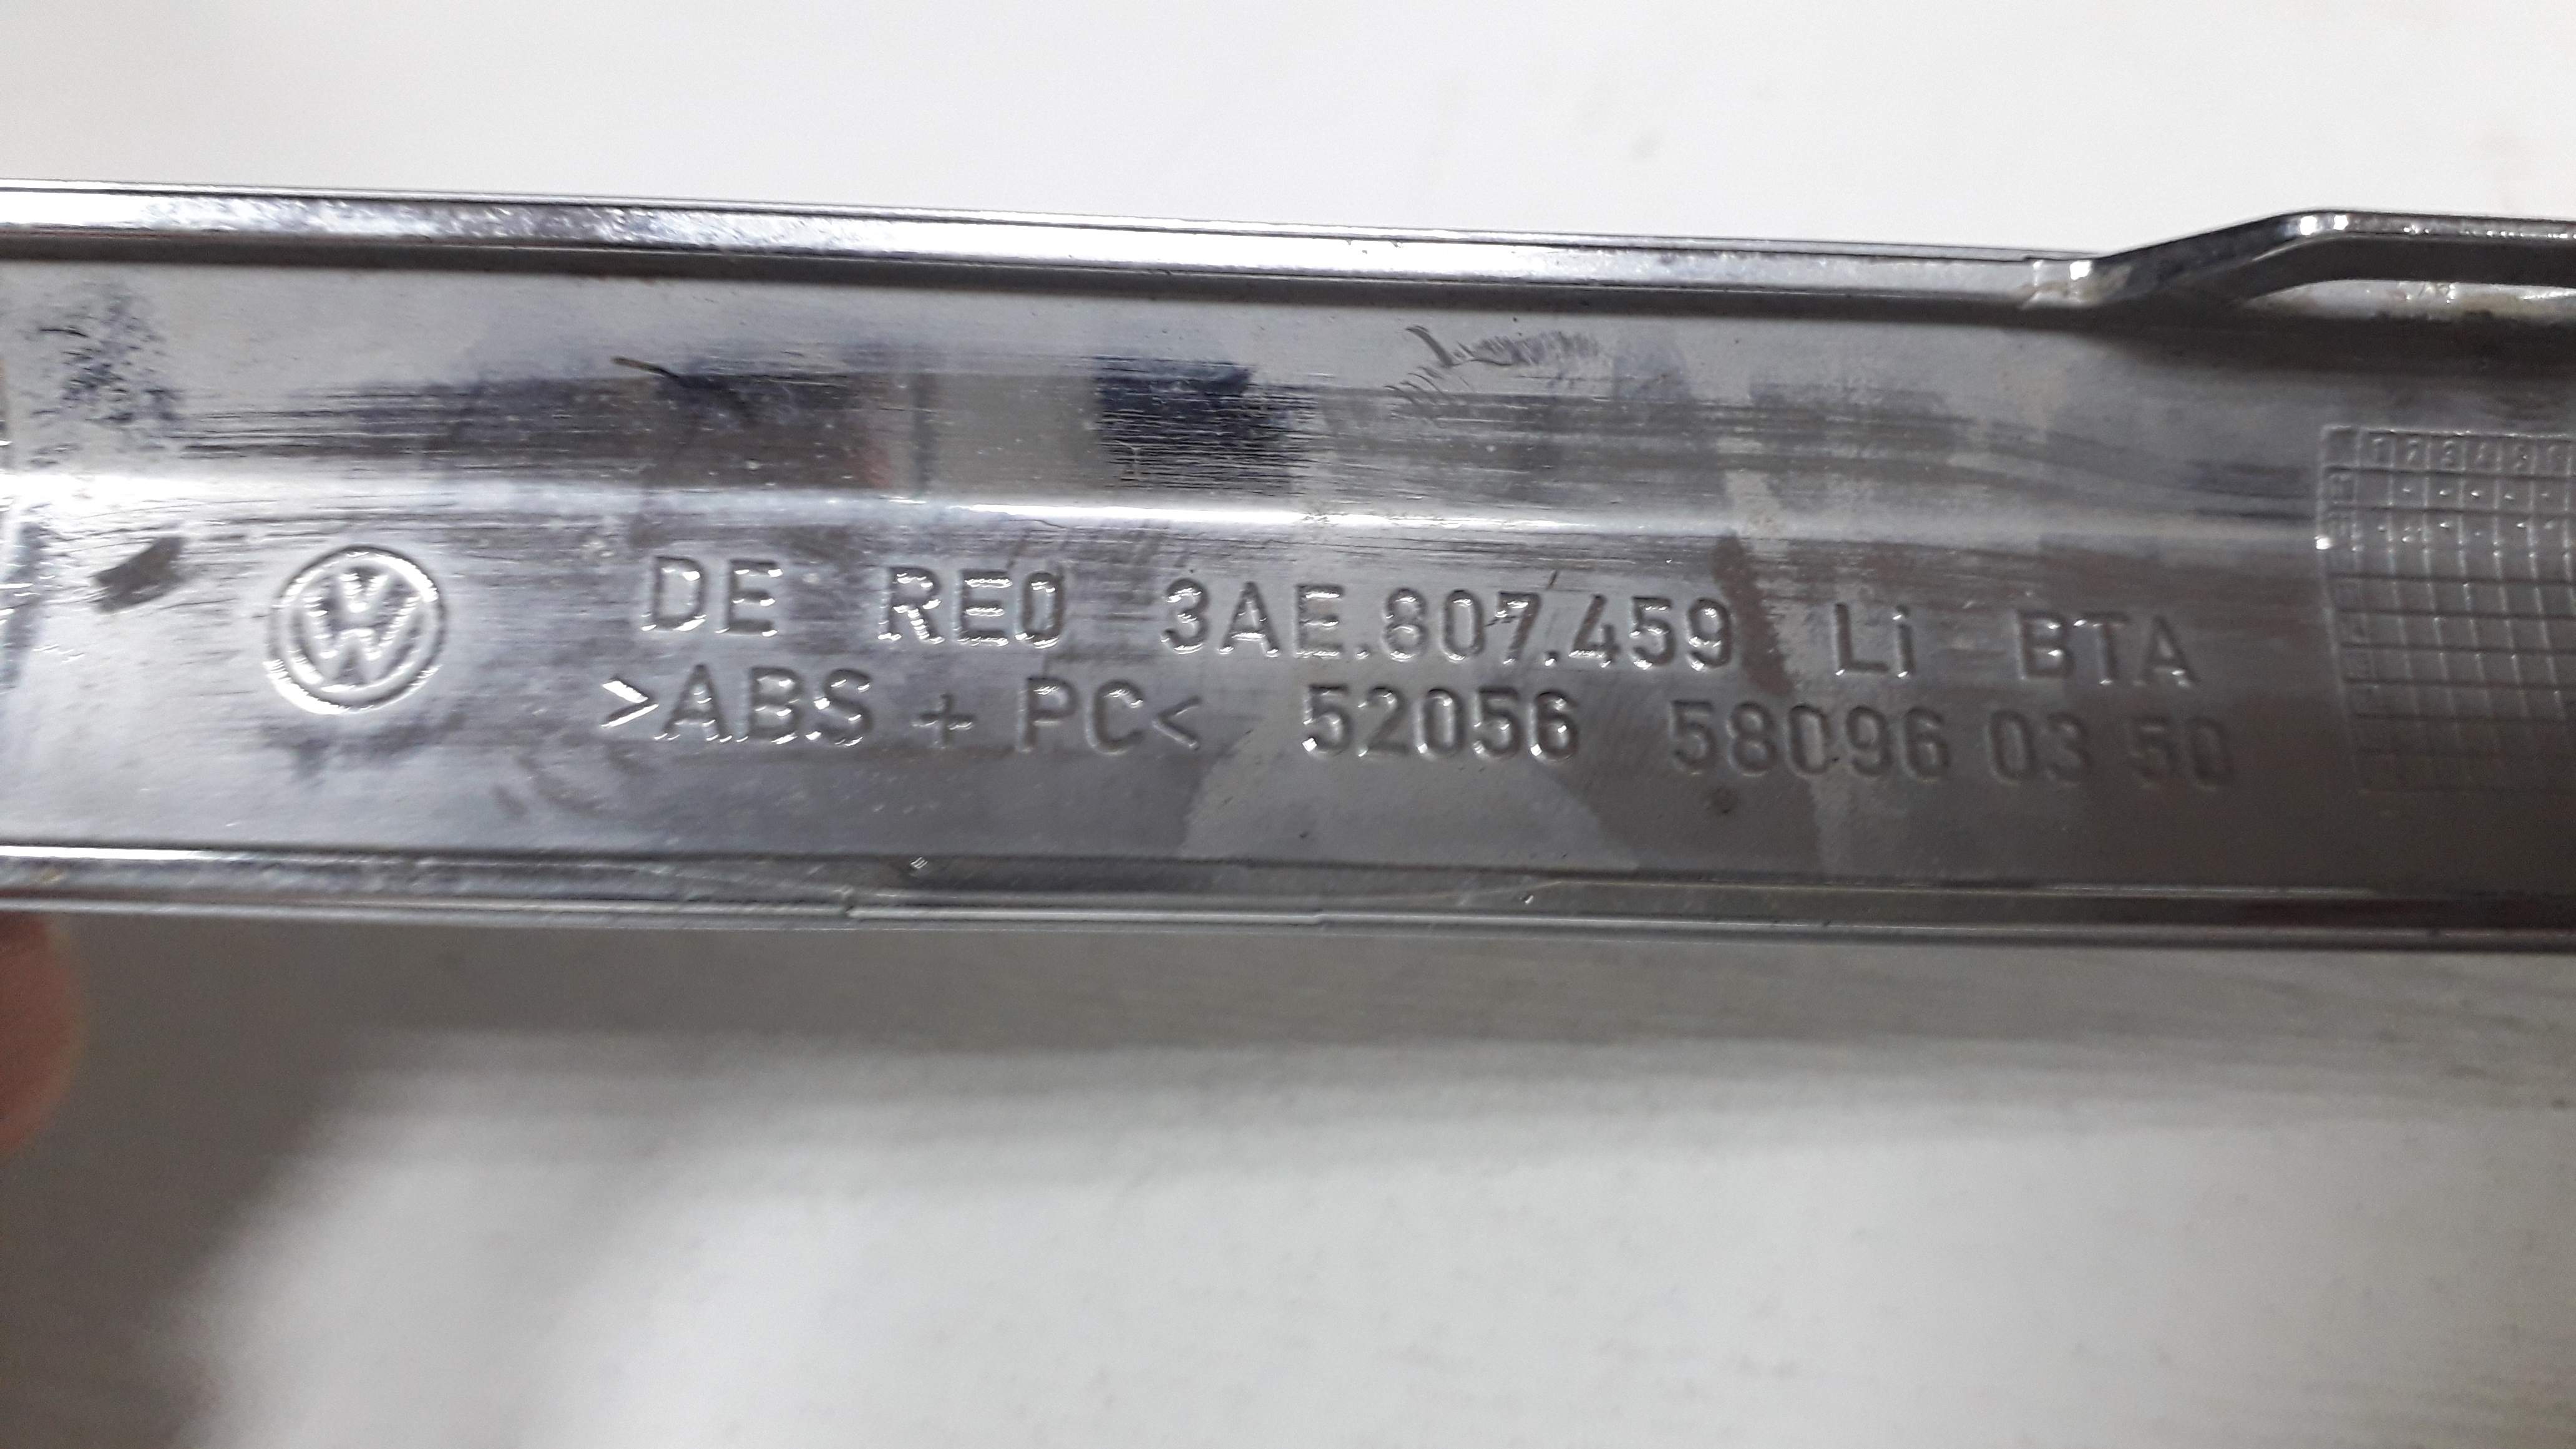 DE RE0 3AE.807.459 Li BTA
>ABS + PC< 52056 58096 03 50